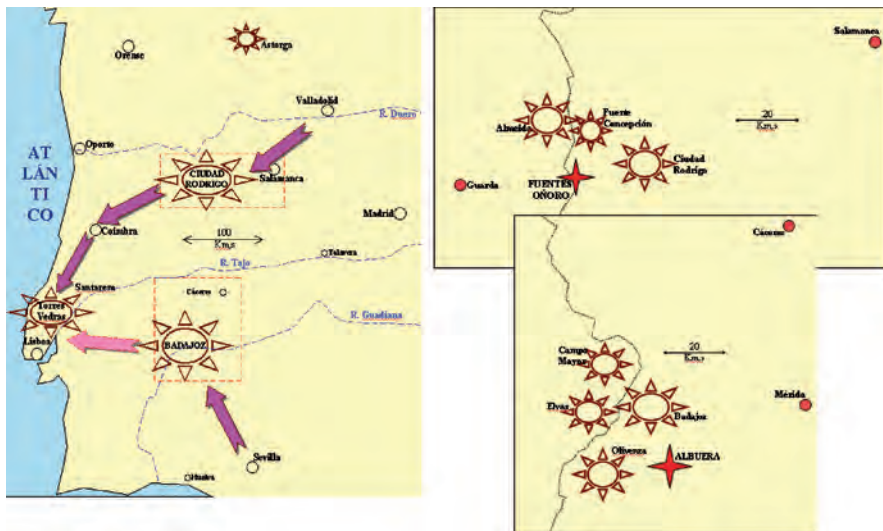 Orense
Astorga
Valladolid
R. Duero
Oporto
AT
LÁN
TI
CO
CIUDAD
RODRIGO
Salamanca
Madrid
Coimbra
100
Km,s
Talavera
R. Tajo
Santarem
Cáceres
Torres
Vedras
R. Guadiana
Lisboa
BADAJOZ
Sevilla
Huelva
Salamanca
20
Km,s
Almeida
Fuente
Concepción
Ciudad
Rodrigo
Guarda
FUENTES
OÑORO
Cáceres
20
Km,s
Campo
Mayor
Elvas
Badajoz
Mérida
Olivenza
ALBUERA